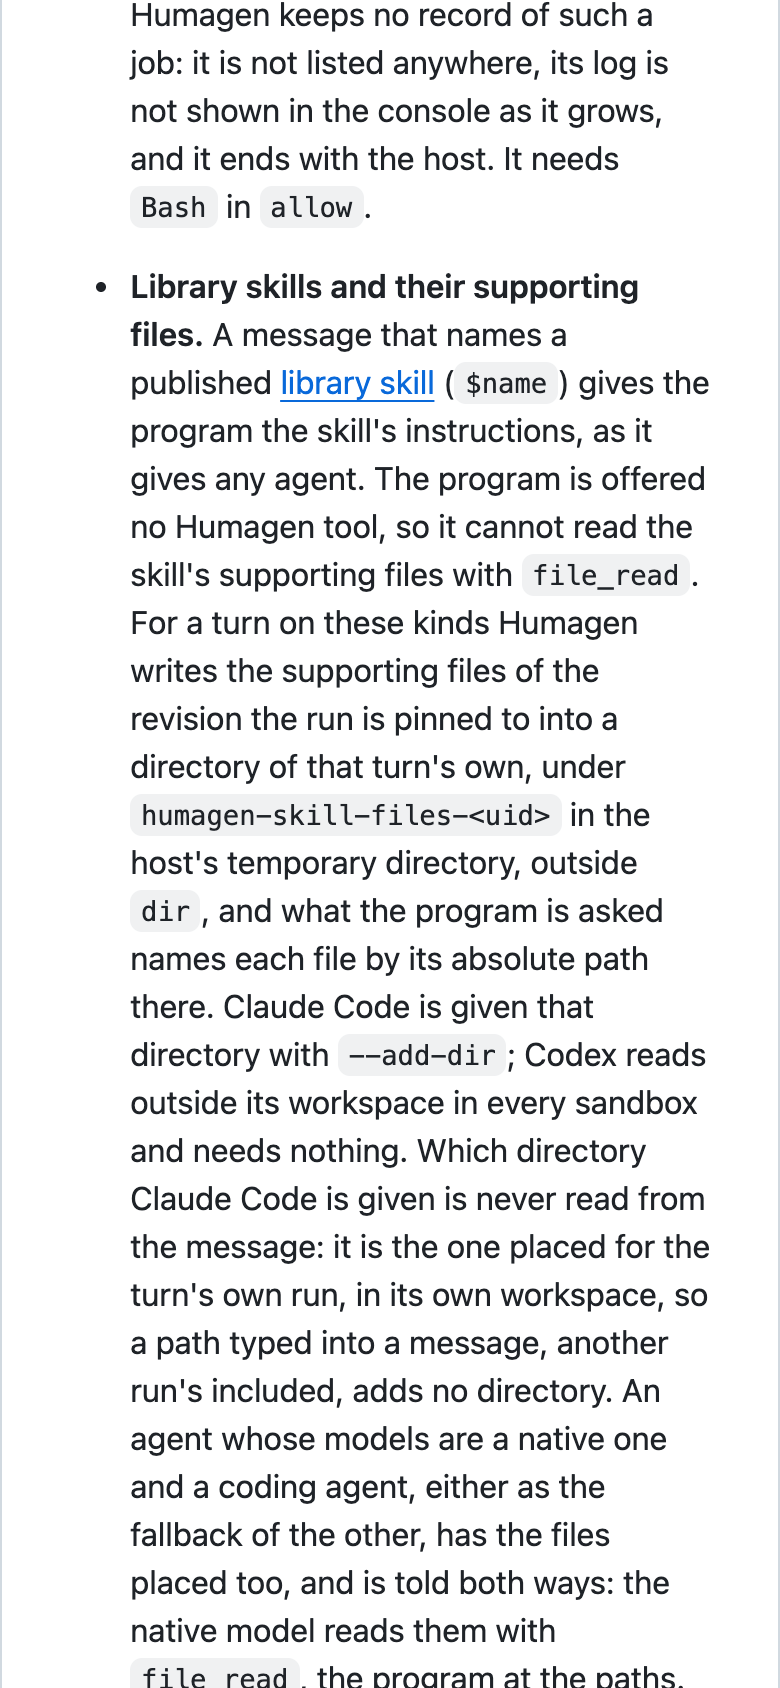 Humagen keeps no record of such a
job: it is not listed anywhere, its log is
not shown in the console as it grows,
and it ends with the host. It needs
Bash in allow.
• Library skills and their supporting
files. A message that names a
published library skill ($name) gives the
program the skill's instructions, as it
gives any agent. The program is offered
no Humagen tool, so it cannot read the
skill's supporting files with file_read.
For a turn on these kinds Humagen
writes the supporting files of the
revision the run is pinned to into a
directory of that turn's own, under
humagen-skill-files-<uid> in the
host's temporary directory, outside
dir, and what the program is asked
names each file by its absolute path
there. Claude Code is given that
directory with --add-dir; Codex reads
outside its workspace in every sandbox
and needs nothing. Which directory
Claude Code is given is never read from
the message: it is the one placed for the
turn's own run, in its own workspace, so
a path typed into a message, another
run's included, adds no directory. An
agent whose models are a native one
and a coding agent, either as the
fallback of the other, has the files
placed too, and is told both ways: the
native model reads them with
file_read, the program at the paths.